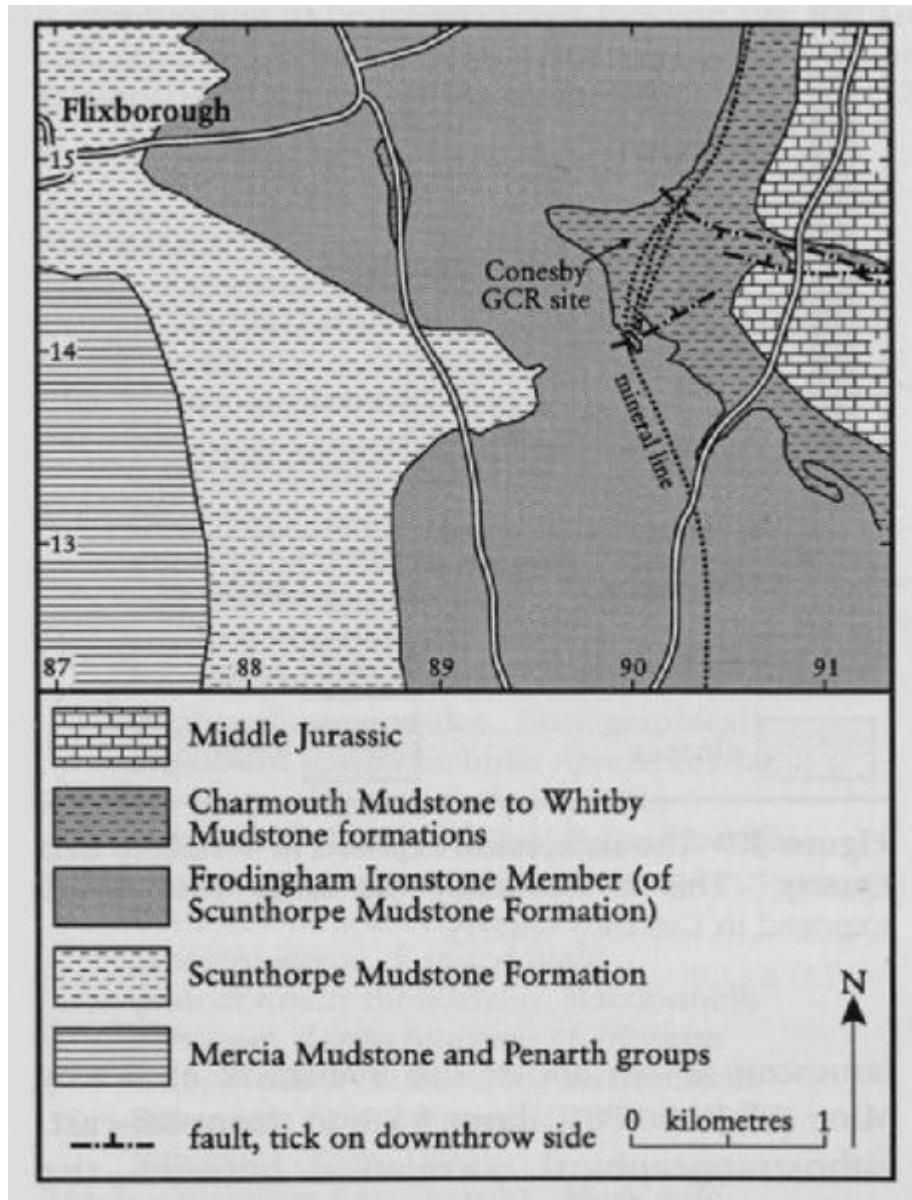 Flixborough
15
Conesby
GCR site
14
mineral line
13
87 88 89 90 91
Middle Jurassic
Charmouth Mudstone to Whitby
Mudstone formations
Frodingham Ironstone Member (of
Scunthorpe Mudstone Formation)
Scunthorpe Mudstone Formation
N
Mercia Mudstone and Penarth groups
fault, tick on downthrow side
0 kilometres 1